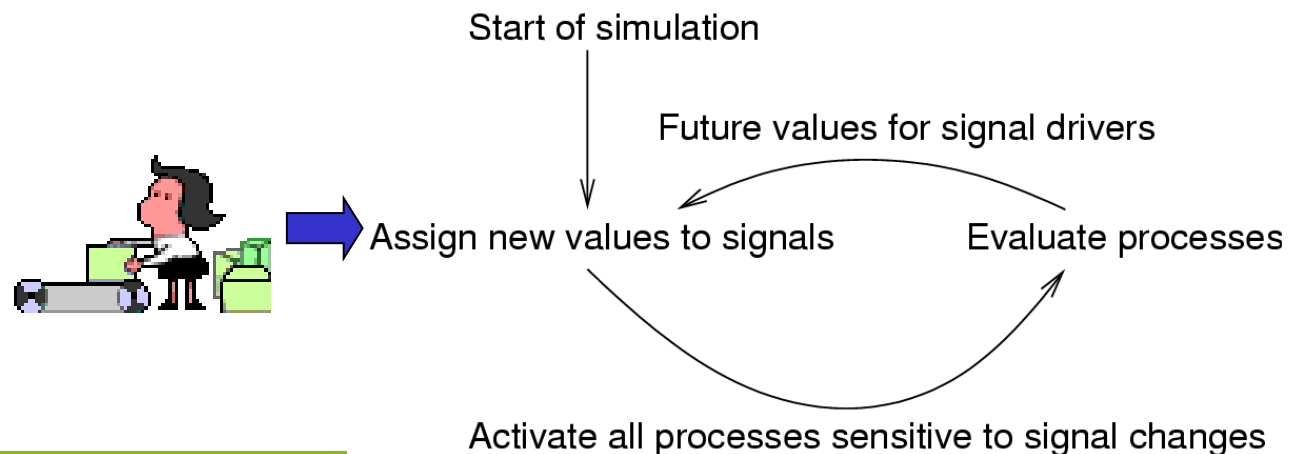 Start of simulation
Future values for signal drivers
Assign new values to signals
Evaluate processes
Activate all processes sensitive to signal changes